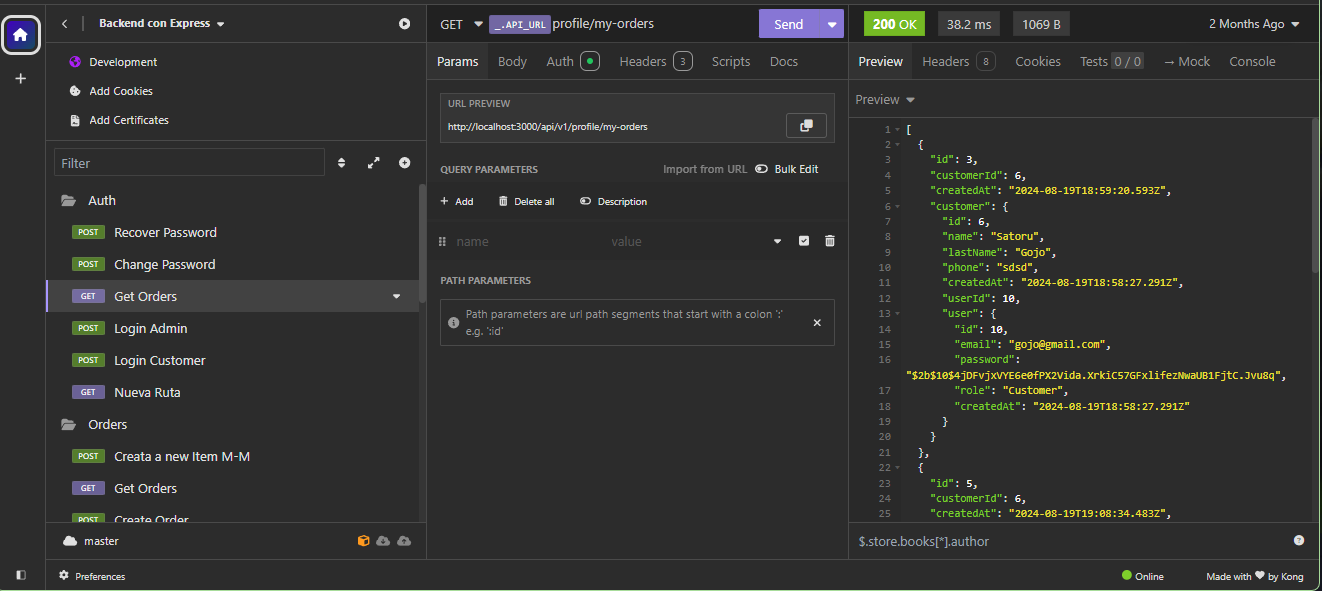 Backend con Express
Development
Add Cookies
Add Certificates
Filter
Auth
POST Recover Password
POST Change Password
GET Get Orders
POST Login Admin
POST Login Customer
GET Nueva Ruta
Orders
POST Creata a new Item M-M
GET Get Orders
POST Create Order
master
Preferences
GET _.API_URL profile/my-orders Send
Params Body Auth Headers 3 Scripts Docs
URL PREVIEW
http://localhost:3000/api/v1/profile/my-orders
QUERY PARAMETERS Import from URL Bulk Edit
Add Delete all Description
name value
PATH PARAMETERS
Path parameters are url path segments that start with a colon ':'
e.g. ':id'
200 OK 38.2 ms 1069 B 2 Months Ago
Preview Headers 8 Cookies Tests 0 / 0 → Mock Console
Preview
1 [
2 {
3 "id": 3,
4 "customerId": 6,
5 "createdAt": "2024-08-19T18:59:20.593Z",
6 "customer": {
7 "id": 6,
8 "name": "Satoru",
9 "lastName": "Gojo",
10 "phone": "sdsd",
11 "createdAt": "2024-08-19T18:58:27.291Z",
12 "userId": 10,
13 "user": {
14 "id": 10,
15 "email": "gojo@gmail.com",
16 "password":
"$2b$10$4jDFvjxVYE6e0fPX2Vida.XrkiC57GFxlifezNwaUB1FjtC.Jvu8q",
17 "role": "Customer",
18 "createdAt": "2024-08-19T18:58:27.291Z"
19 }
20 }
21 },
22 {
23 "id": 5,
24 "customerId": 6,
25 "createdAt": "2024-08-19T19:08:34.483Z",
$.store.books[*].author
Online Made with ❤ by Kong